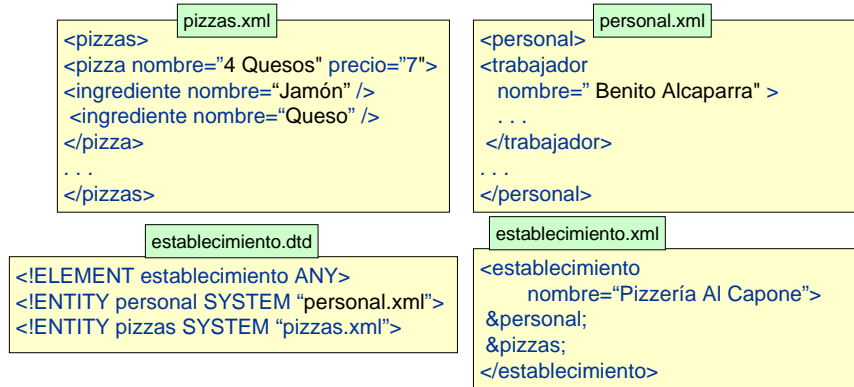 pizzas.xml
<pizzas>
<pizza nombre=”4 Quesos" precio=”7">
<ingrediente nombre=“Jamón” />
<ingrediente nombre=“Queso” />
</pizza>
. . .
</pizzas>
personal.xml
<personal>
<trabajador
nombre=” Benito Alcaparra" >
. . .
</trabajador>
. . .
</personal>
establecimiento.dtd
<!ELEMENT establecimiento ANY>
<!ENTITY personal SYSTEM “personal.xml”>
<!ENTITY pizzas SYSTEM “pizzas.xml”>
establecimiento.xml
<establecimiento
nombre=“Pizzería Al Capone”>
&personal;
&pizzas;
</establecimiento>